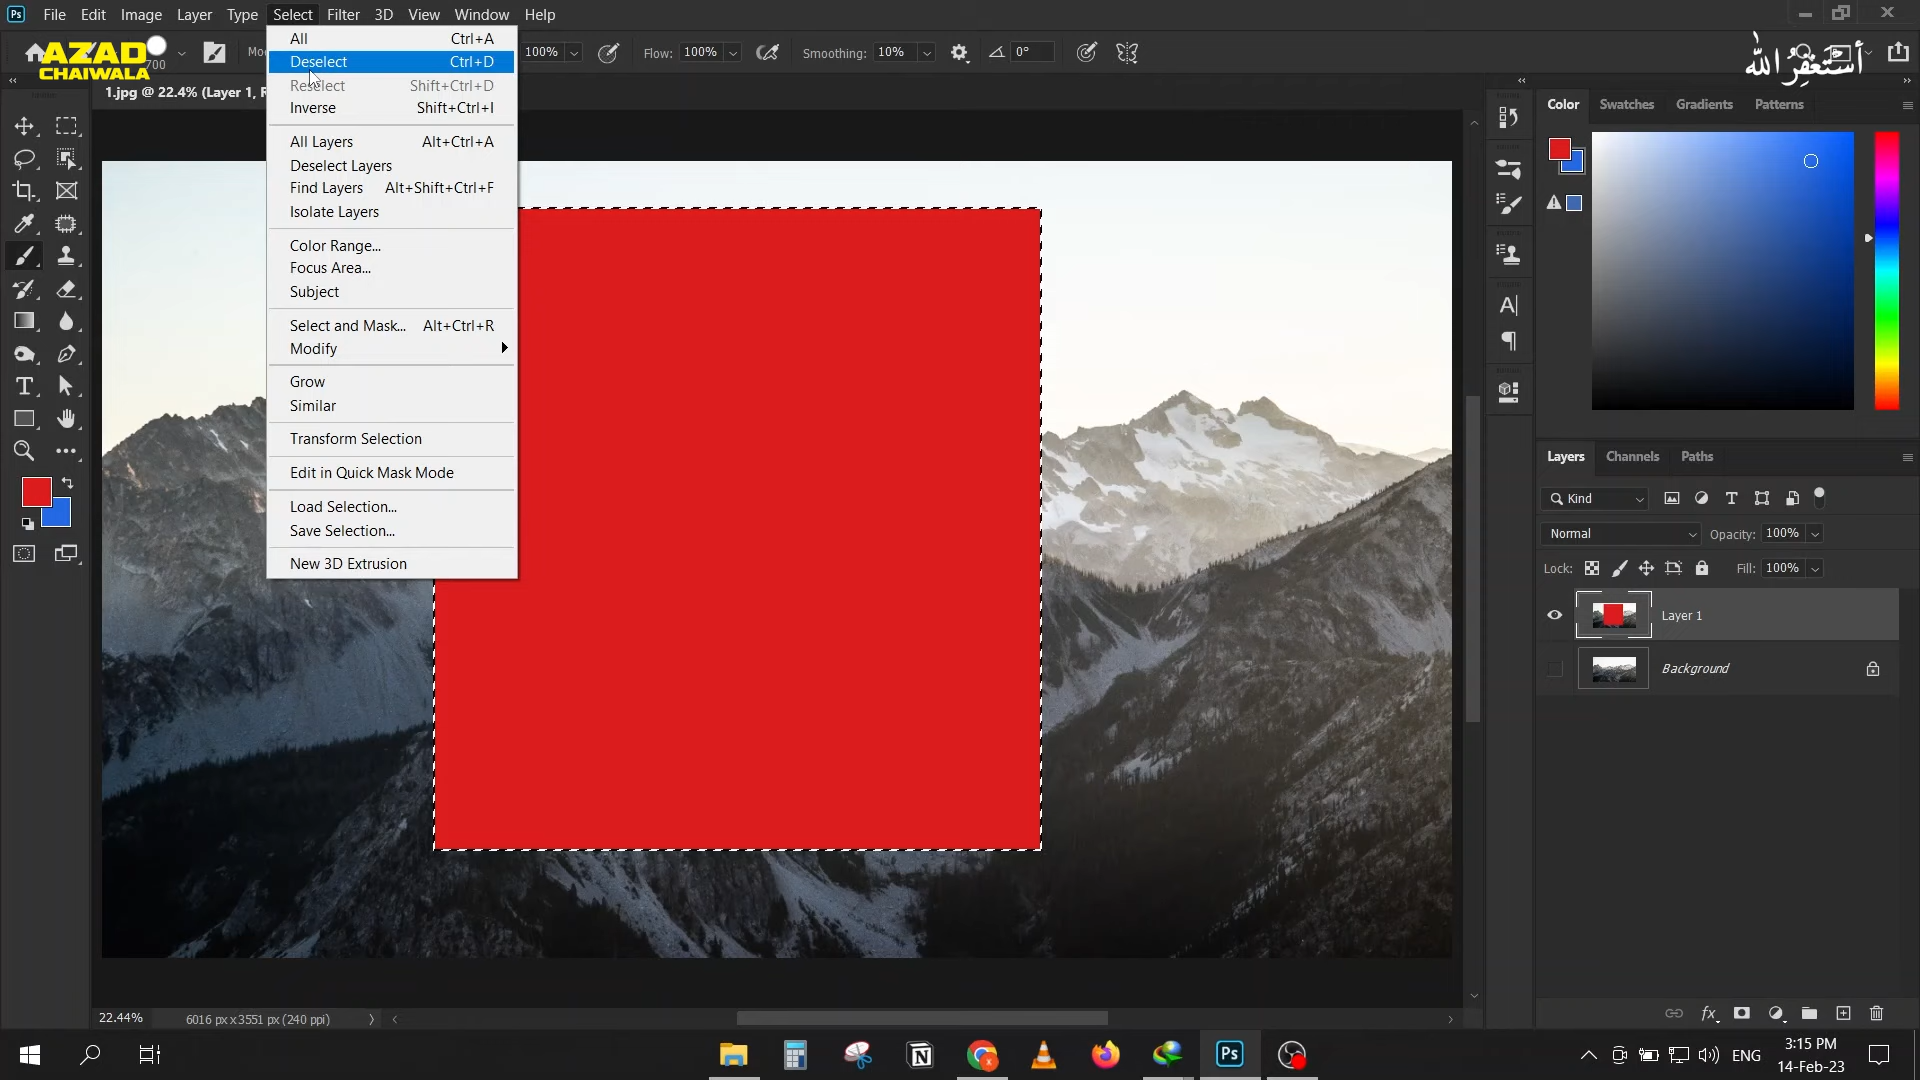 File Edit Image Layer Type Select Filter 3D View Window Help
AZAD
CHAIWALA
700
100%
Flow: 100%
Smoothing: 10%
0°
أستغفر الله
1.jpg @ 22.4% (Layer 1, R
All Ctrl+A
Deselect Ctrl+D
Reselect Shift+Ctrl+D
Inverse Shift+Ctrl+I
All Layers Alt+Ctrl+A
Deselect Layers
Find Layers Alt+Shift+Ctrl+F
Isolate Layers
Color Range...
Focus Area...
Subject
Select and Mask... Alt+Ctrl+R
Modify
Grow
Similar
Transform Selection
Edit in Quick Mask Mode
Load Selection...
Save Selection...
New 3D Extrusion
Color Swatches Gradients Patterns
Layers Channels Paths
Kind
Normal Opacity: 100%
Lock: Fill: 100%
Layer 1
Background
22.44% 6016 px x 3551 px (240 ppi)
Ps
ENG
3:15 PM
14-Feb-23